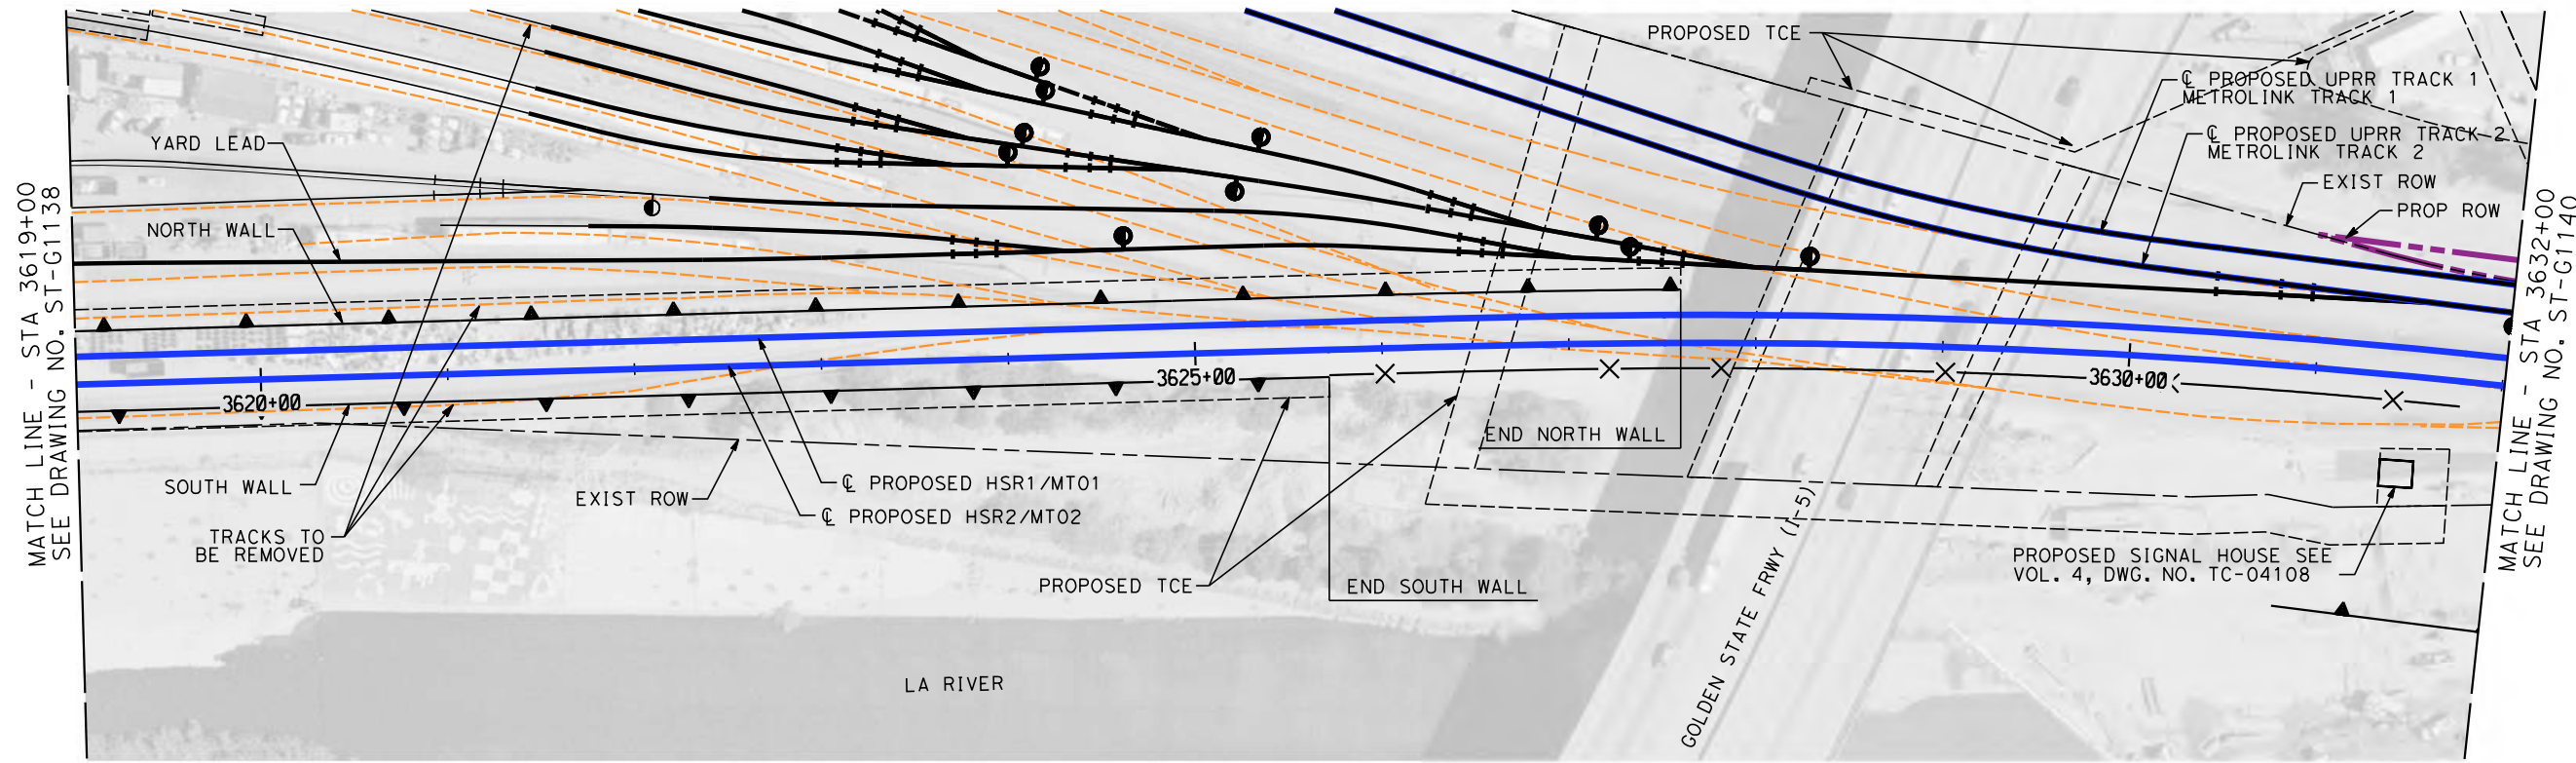 MATCH LINE - STA 3619+00
SEE DRAWING NO. ST-G1138
YARD LEAD
NORTH WALL
3620+00
SOUTH WALL
TRACKS TO
BE REMOVED
EXIST ROW
℄ PROPOSED HSR1/MT01
℄ PROPOSED HSR2/MT02
3625+00
PROPOSED TCE
END SOUTH WALL
END NORTH WALL
LA RIVER
GOLDEN STATE FRWY (I-5)
PROPOSED TCE
℄ PROPOSED UPRR TRACK 1
METROLINK TRACK 1
℄ PROPOSED UPRR TRACK 2
METROLINK TRACK 2
EXIST ROW
PROP ROW
3630+00
PROPOSED SIGNAL HOUSE SEE
VOL. 4, DWG. NO. TC-04108
MATCH LINE - STA 3632+00
SEE DRAWING NO. ST-G1140